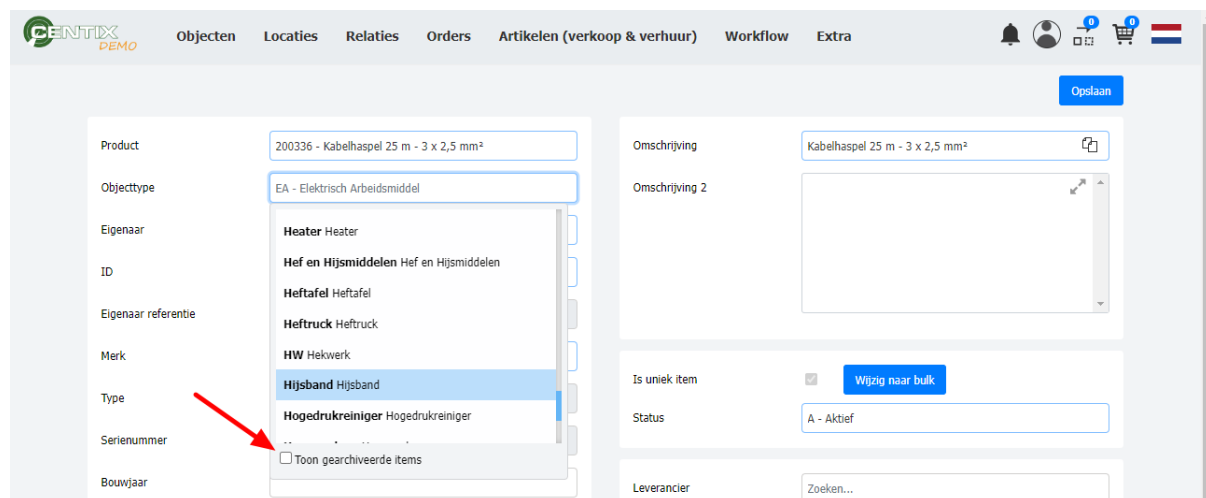 CENTIX
DEMO
Objecten Locaties Relaties Orders Artikelen (verkoop & verhuur) Workflow Extra
0 0
Opslaan
Product 200336 - Kabelhaspel 25 m - 3 x 2,5 mm²
Omschrijving Kabelhaspel 25 m - 3 x 2,5 mm²
Objecttype EA - Elektrisch Arbeidsmiddel
Omschrijving 2
Eigenaar
Heater Heater
Hef en Hijsmiddelen Hef en Hijsmiddelen
ID
Heftafel Heftafel
Eigenaar referentie
Heftruck Heftruck
Merk
HW Hekwerk
Is uniek item Wijzig naar bulk
Hijsband Hijsband
Type
Hogedrukreiniger Hogedrukreiniger
Status A - Aktief
Serienummer
Toon gearchiveerde items
Bouwjaar
Leverancier Zoeken...